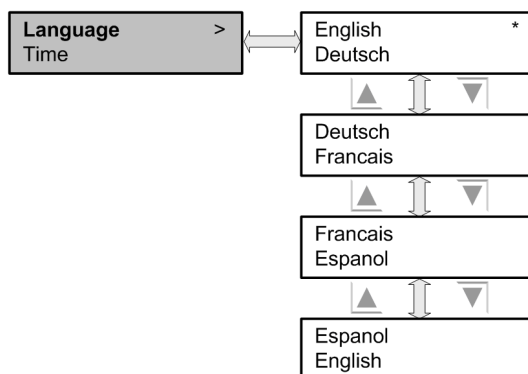 Language >
Time
English *
Deutsch
Deutsch
Francais
Francais
Espanol
Espanol
English